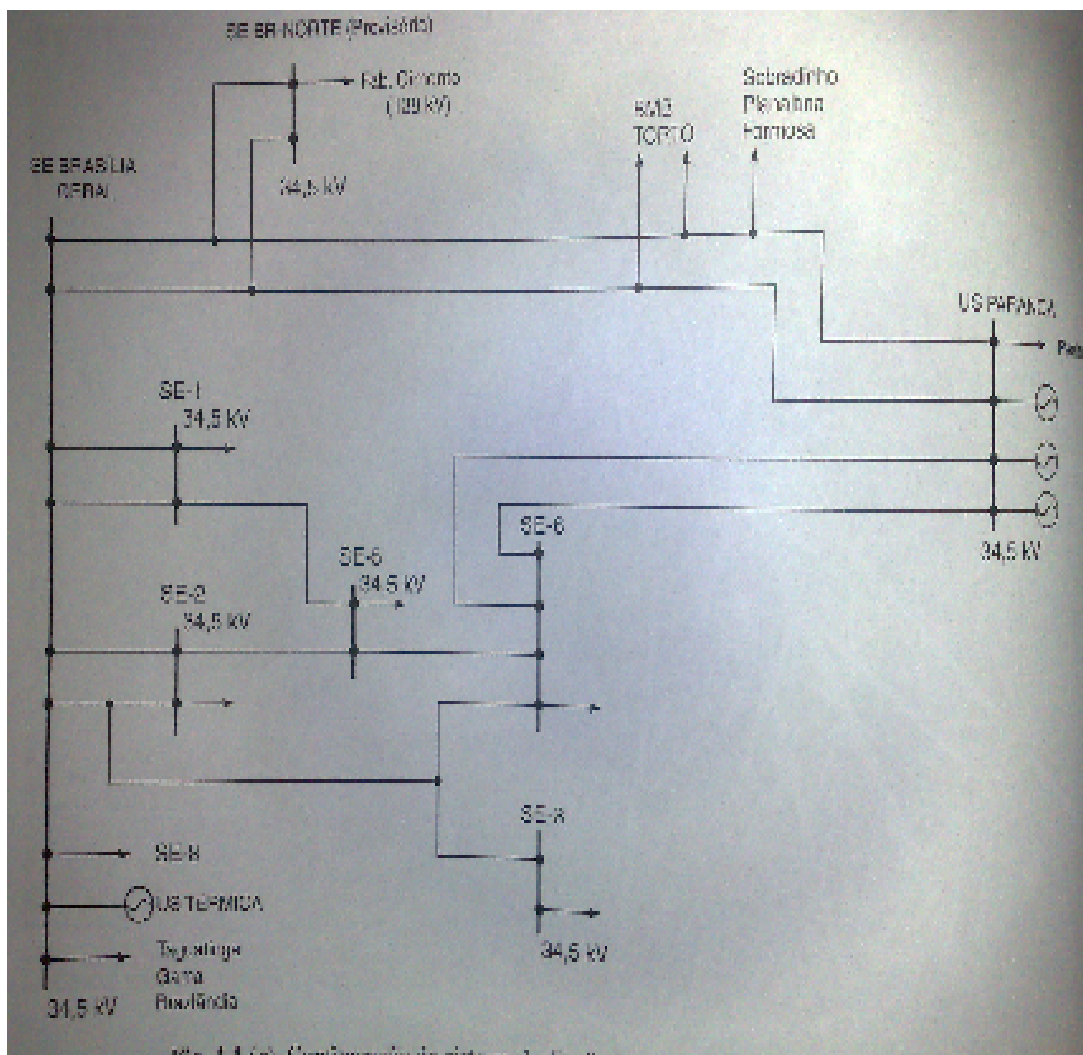 SE BR-NORTE (Provisório)
Fab. Cimento
(138 kV)
34,5 kV
SE BRASÍLIA
GERAL
TORTO
Sobradinho
Planaltina
Formosa
US PARANOÁ
34,5 kV
SE-1
34,5 kV
SE-5
34,5 kV
SE-6
SE-2
34,5 kV
SE-8
US TÉRMICA
Taguatinga
Gama
Brazlândia
34,5 kV
34,5 kV